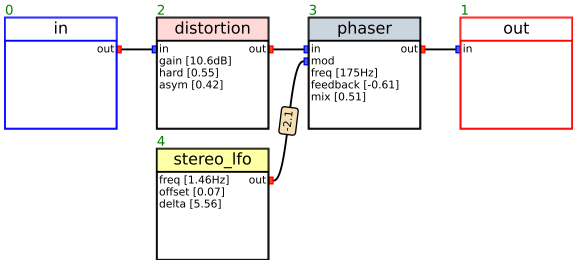 0
in
out
2
distortion
in out
gain [10.6dB]
hard [0.55]
asym [0.42]
3
phaser
in out
mod
freq [175Hz]
feedback [-0.61]
mix [0.51]
1
out
in
-2.1
4
stereo_lfo
freq [1.46Hz] out
offset [0.07]
delta [5.56]